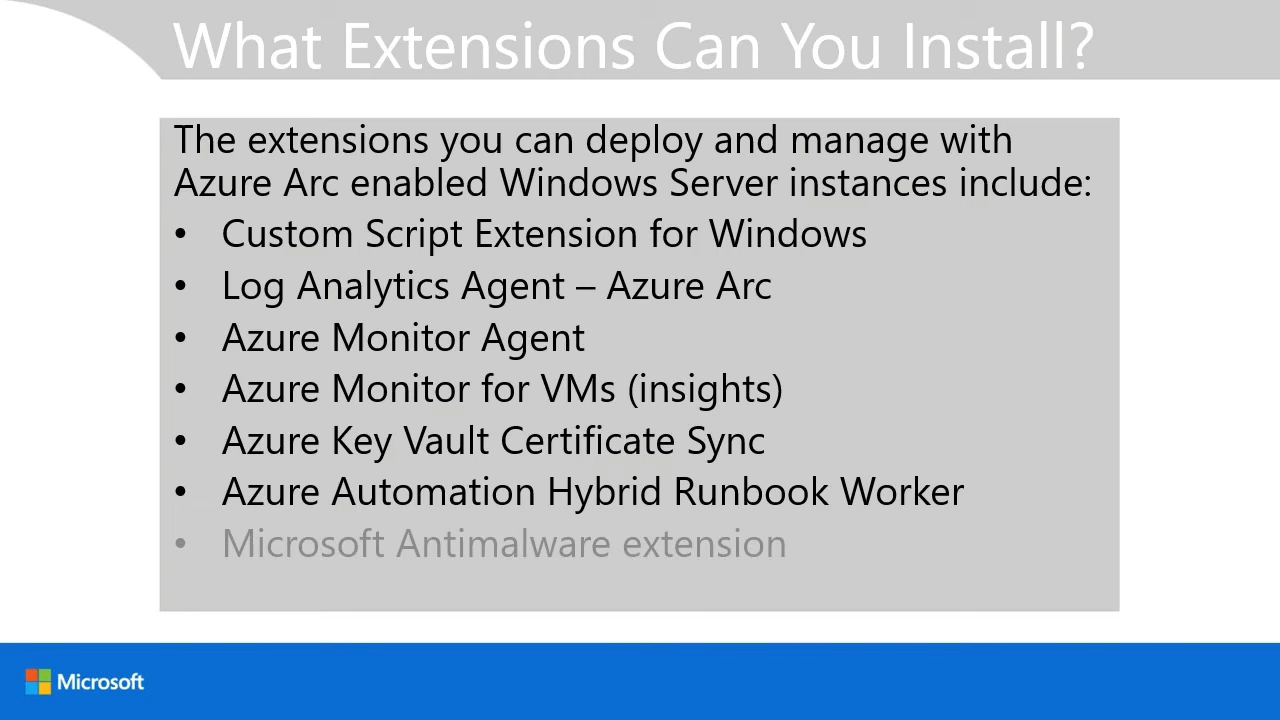 What Extensions Can You Install?
The extensions you can deploy and manage with
Azure Arc enabled Windows Server instances include:
• Custom Script Extension for Windows
• Log Analytics Agent – Azure Arc
• Azure Monitor Agent
• Azure Monitor for VMs (insights)
• Azure Key Vault Certificate Sync
• Azure Automation Hybrid Runbook Worker
• Microsoft Antimalware extension
Microsoft